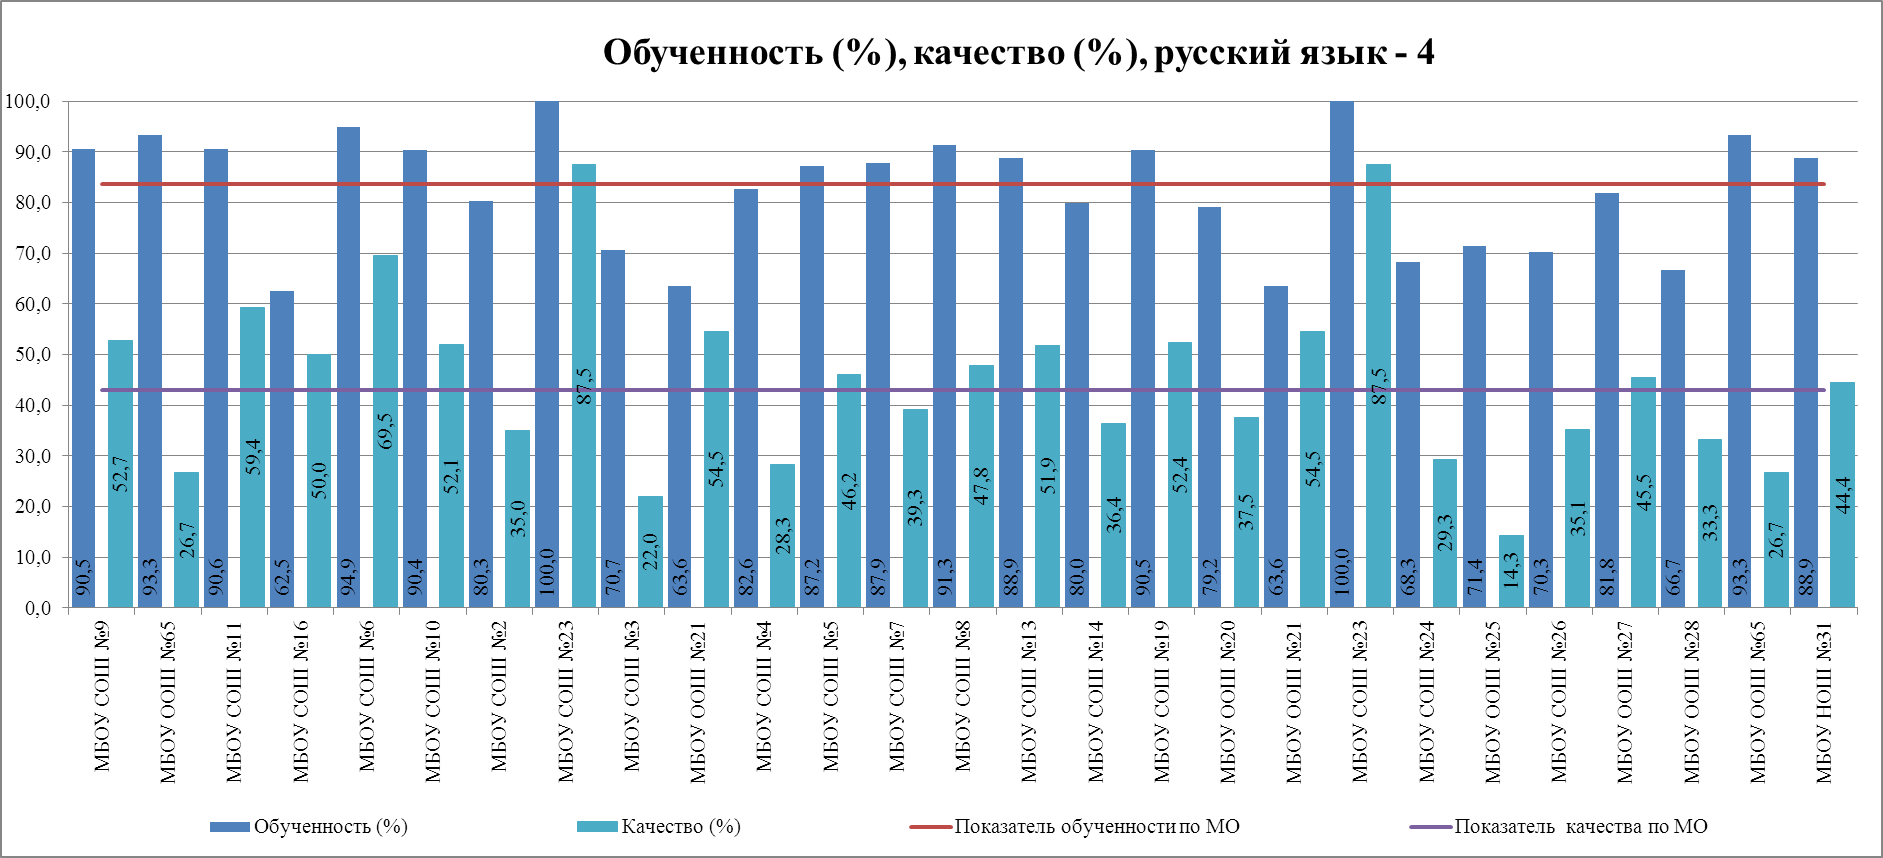 Обученность (%), качество (%), русский язык - 4
100,0
90,0
80,0
70,0
60,0
50,0
40,0
30,0
20,0
10,0
0,0
90,5
52,7
93,3
26,7
90,6
59,4
62,5
50,0
94,9
69,5
90,4
52,1
80,3
35,0
100,0
87,5
70,7
22,0
63,6
54,5
82,6
28,3
87,2
46,2
87,9
39,3
91,3
47,8
88,9
51,9
80,0
36,4
90,5
52,4
79,2
37,5
63,6
54,5
100,0
87,5
68,3
29,3
71,4
14,3
70,3
35,1
81,8
45,5
66,7
33,3
93,3
26,7
88,9
44,4
МБОУ СОШ №9
МБОУ ООШ №65
МБОУ СОШ №11
МБОУ СОШ №16
МБОУ СОШ №6
МБОУ СОШ №10
МБОУ СОШ №2
МБОУ СОШ №23
МБОУ СОШ №3
МБОУ ООШ №21
МБОУ СОШ №4
МБОУ СОШ №5
МБОУ СОШ №7
МБОУ СОШ №8
МБОУ СОШ №13
МБОУ СОШ №14
МБОУ СОШ №19
МБОУ ООШ №20
МБОУ ООШ №21
МБОУ СОШ №23
МБОУ СОШ №24
МБОУ ООШ №25
МБОУ СОШ №26
МБОУ ООШ №27
МБОУ ООШ №28
МБОУ ООШ №65
МБОУ НОШ №31
Обученность (%)
Качество (%)
Показатель обученности по МО
Показатель качества по МО